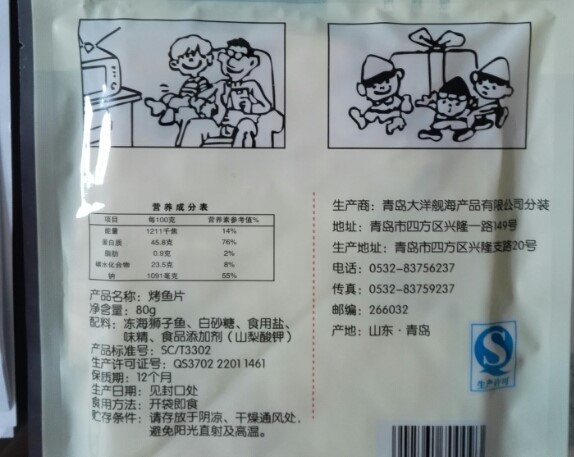 营养成分表
项目 每100克 营养素参考值%
能量 1211千焦 14%
蛋白质 45.8克 76%
脂肪 0.9克 2%
碳水化合物 23.5克 8%
钠 1091毫克 55%
产品名称：烤鱼片
净含量：80g
配料：冻海狮子鱼、白砂糖、食用盐、
味精、食品添加剂（山梨酸钾）
产品标准号：SC/T3302
生产许可证号：QS3702 2201 1461
保质期：12个月
生产日期：见封口处
食用方法：开袋即食
贮存条件：请存放于阴凉、干燥通风处，
避免阳光直射及高温。
生产商：青岛大洋舰海产品有限公司分装
地址：青岛市四方区兴隆一路149号
生产地址：青岛市四方区兴隆支路20号
电话：0532-83756237
传真：0532-83759237
邮编：266032
产地：山东·青岛
QS
生产许可